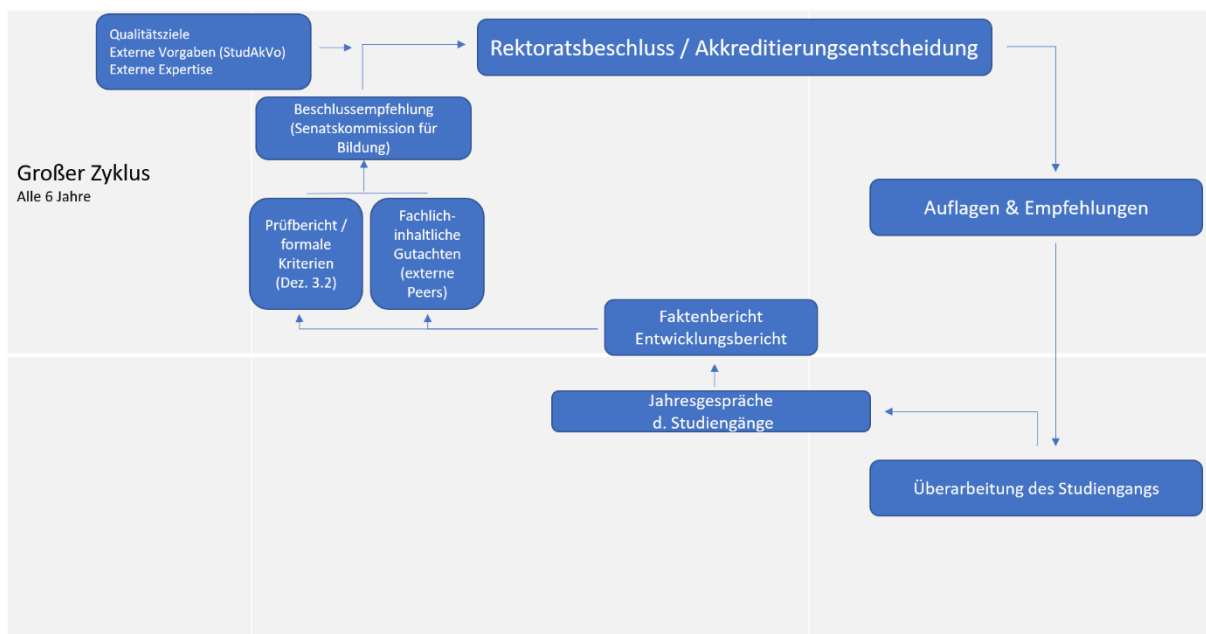 Qualitätsziele
Externe Vorgaben (StudAkVo)
Externe Expertise
Rektoratsbeschluss / Akkreditierungsentscheidung
Beschlussempfehlung
(Senatskommission für
Bildung)
Großer Zyklus
Alle 6 Jahre
Auflagen & Empfehlungen
Prüfbericht /
formale
Kriterien
(Dez. 3.2)
Fachlich-
inhaltliche
Gutachten
(externe
Peers)
Faktenbericht
Entwicklungsbericht
Jahresgespräche
d. Studiengänge
Überarbeitung des Studiengangs